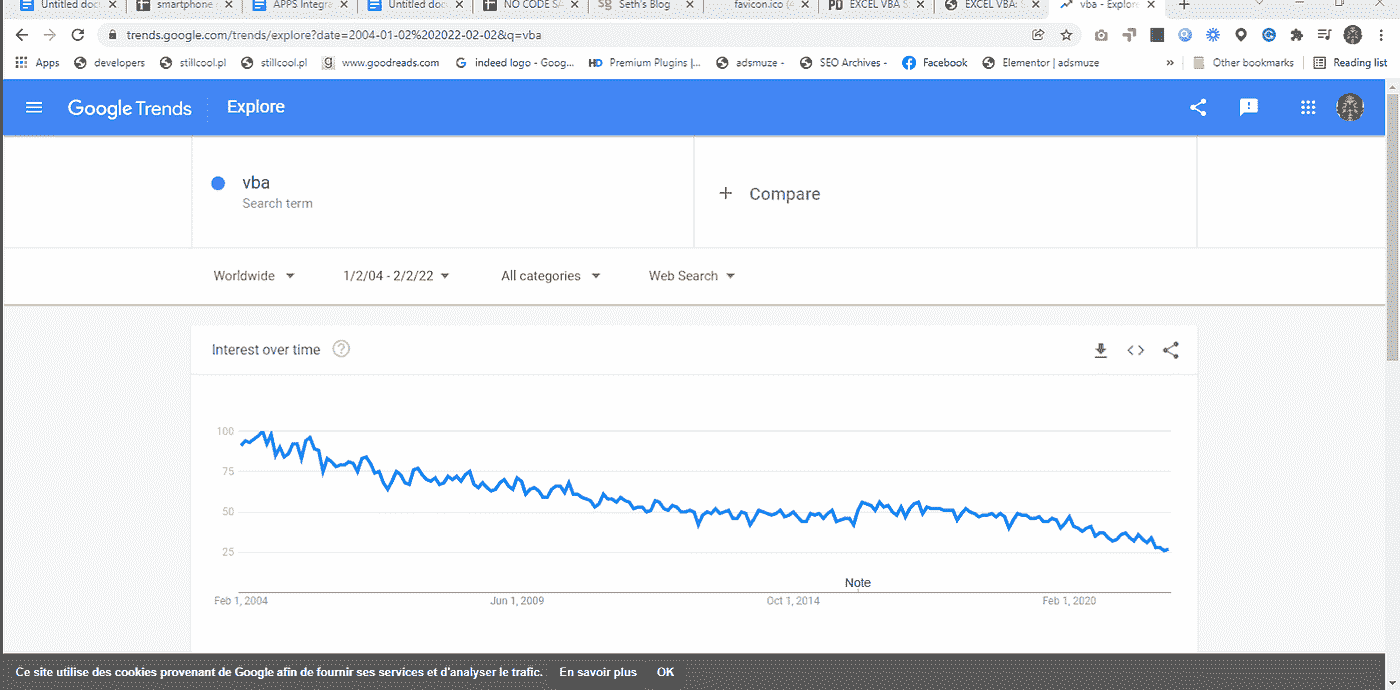 Untitled doc smartphone APPS Integra Untitled doc NO CODE SA Seth's Blog favicon.ico (4 EXCEL VBA S EXCEL VBA: S vba - Explore
trends.google.com/trends/explore?date=2004-01-02%202022-02-02&q=vba
Apps developers stillcool.pl stillcool.pl www.goodreads.com indeed logo - Goog... Premium Plugins |... adsmuze - SEO Archives - Facebook Elementor | adsmuze » Other bookmarks Reading list
Google Trends Explore
vba
Search term
+ Compare
Worldwide 1/2/04 - 2/2/22 All categories Web Search
Interest over time
100
75
50
25
Note
Feb 1, 2004 Jun 1, 2009 Oct 1, 2014 Feb 1, 2020
Ce site utilise des cookies provenant de Google afin de fournir ses services et d'analyser le trafic. En savoir plus OK